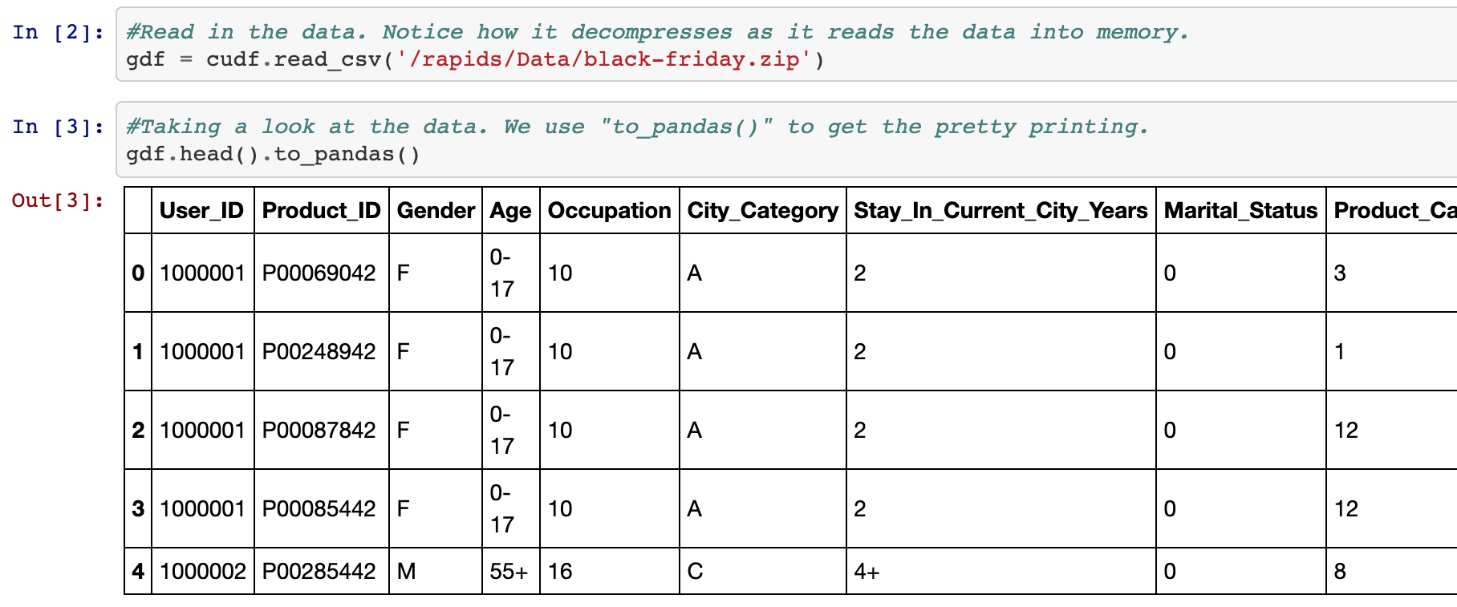 In [2]: #Read in the data. Notice how it decompresses as it reads the data into memory.
gdf = cudf.read_csv('/rapids/Data/black-friday.zip')
In [3]: #Taking a look at the data. We use "to_pandas()" to get the pretty printing.
gdf.head().to_pandas()
Out[3]:
User_ID Product_ID Gender Age Occupation City_Category Stay_In_Current_City_Years Marital_Status Product_Ca
0 1000001 P00069042 F 0-17 10 A 2 0 3
1 1000001 P00248942 F 0-17 10 A 2 0 1
2 1000001 P00087842 F 0-17 10 A 2 0 12
3 1000001 P00085442 F 0-17 10 A 2 0 12
4 1000002 P00285442 M 55+ 16 C 4+ 0 8